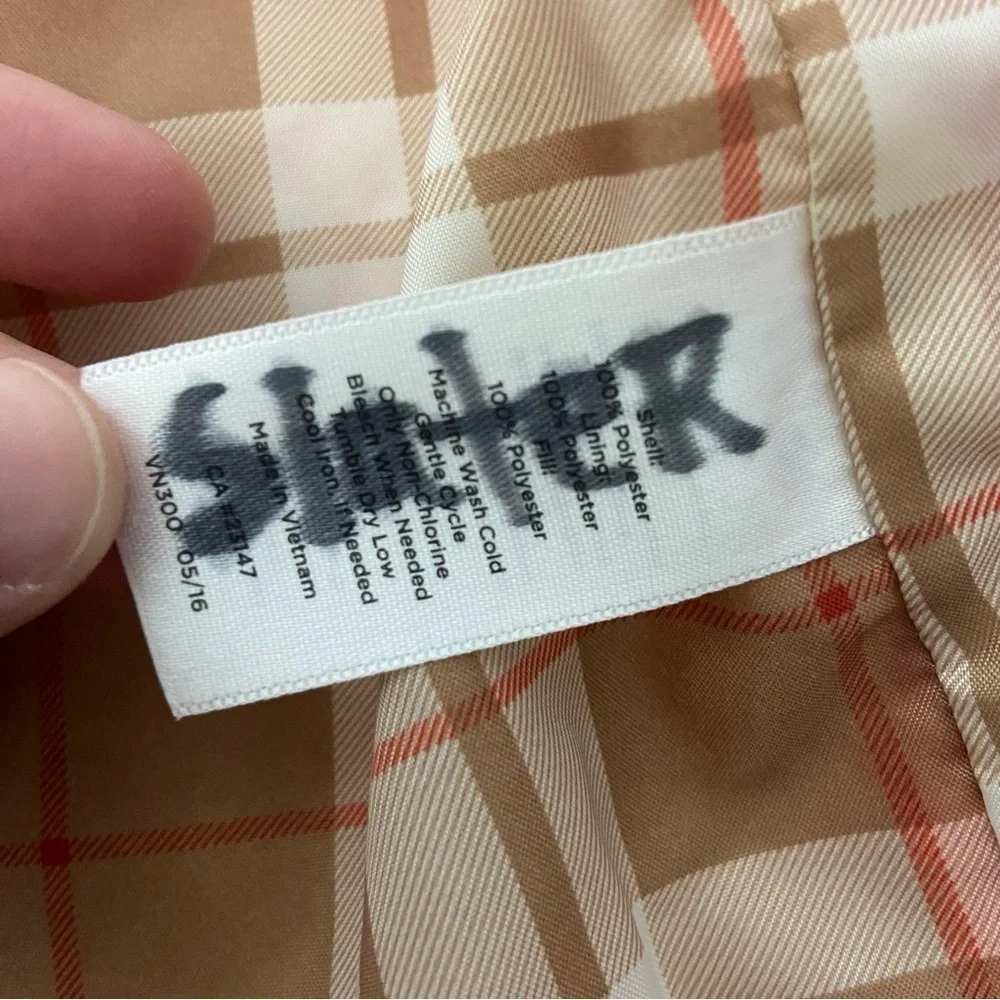 Shell:
100% Polyester
Lining:
100% Polyester
Fill:
100% Polyester
Machine Wash Cold
Gentle Cycle
Only Non-Chlorine
Bleach When Needed
Tumble Dry Low
Cool Iron, If Needed
Made in Vietnam
CA #23147
VN300 05/16